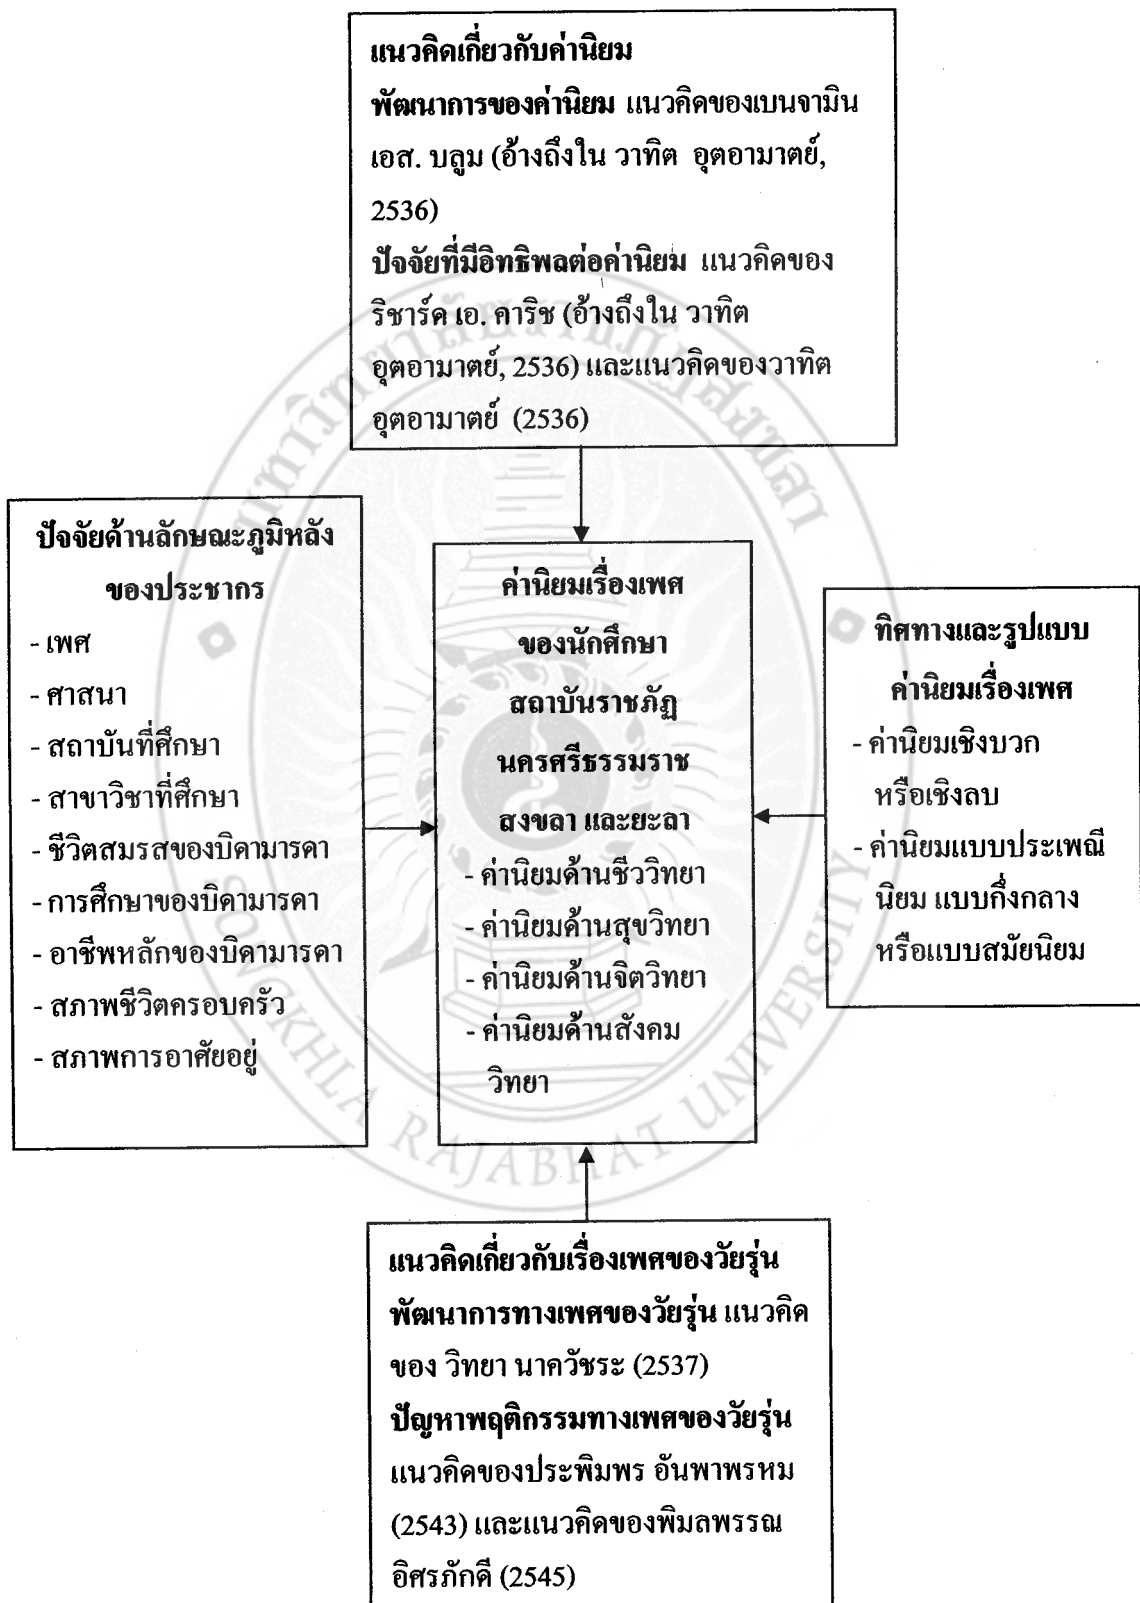 แนวคิดเกี่ยวกับค่านิยม
พัฒนาการของค่านิยม แนวคิดของเบนจามิน
เอส. บลูม (อ้างถึงใน วาทิต อุตอามาตย์,
2536)
ปัจจัยที่มีอิทธิพลต่อค่านิยม แนวคิดของ
ริชาร์ค เอ. คาริช (อ้างถึงใน วาทิต
อุตอามาตย์, 2536) และแนวคิดของวาทิต
อุตอามาตย์ (2536)
ปัจจัยด้านลักษณะภูมิหลัง
ของประชากร
- เพศ
- ศาสนา
- สถาบันที่ศึกษา
- สาขาวิชาที่ศึกษา
- ชีวิตสมรสของบิดามารดา
- การศึกษาของบิดามารดา
- อาชีพหลักของบิดามารดา
- สภาพชีวิตครอบครัว
- สภาพการอาศัยอยู่
ค่านิยมเรื่องเพศ
ของนักศึกษา
สถาบันราชภัฏ
นครศรีธรรมราช
สงขลา และยะลา
- ค่านิยมด้านชีววิทยา
- ค่านิยมด้านสุขวิทยา
- ค่านิยมด้านจิตวิทยา
- ค่านิยมด้านสังคม
วิทยา
ทิศทางและรูปแบบ
ค่านิยมเรื่องเพศ
- ค่านิยมเชิงบวก
หรือเชิงลบ
- ค่านิยมแบบประเพณี
นิยม แบบกึ่งกลาง
หรือแบบสมัยนิยม
แนวคิดเกี่ยวกับเรื่องเพศของวัยรุ่น
พัฒนาการทางเพศของวัยรุ่น แนวคิด
ของ วิทยา นาควัชระ (2537)
ปัญหาพฤติกรรมทางเพศของวัยรุ่น
แนวคิดของประพิมพร อันพาพรหม
(2543) และแนวคิดของพิมลพรรณ
อิศรภักดี (2545)
มหาวิทยาลัยราชภัฏสงขลา
SONGKHLA RAJABHAT UNIVERSITY